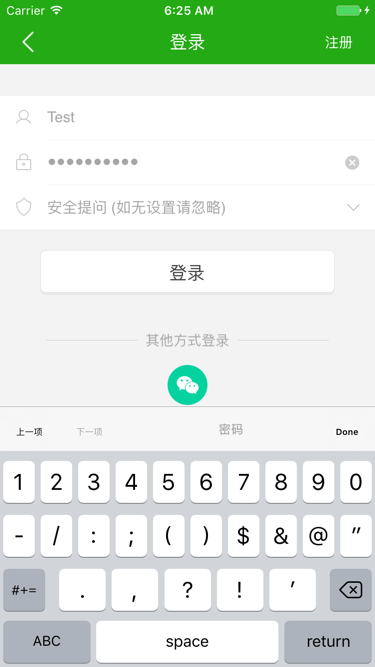 Carrier 6:25 AM
登录 注册
Test
••••••••••
安全提问 (如无设置请忽略)
登录
其他方式登录
上一项 下一项 密码 Done
1 2 3 4 5 6 7 8 9 0
- / : ; ( ) $ & @ "
#+= . , ? ! '
ABC space return